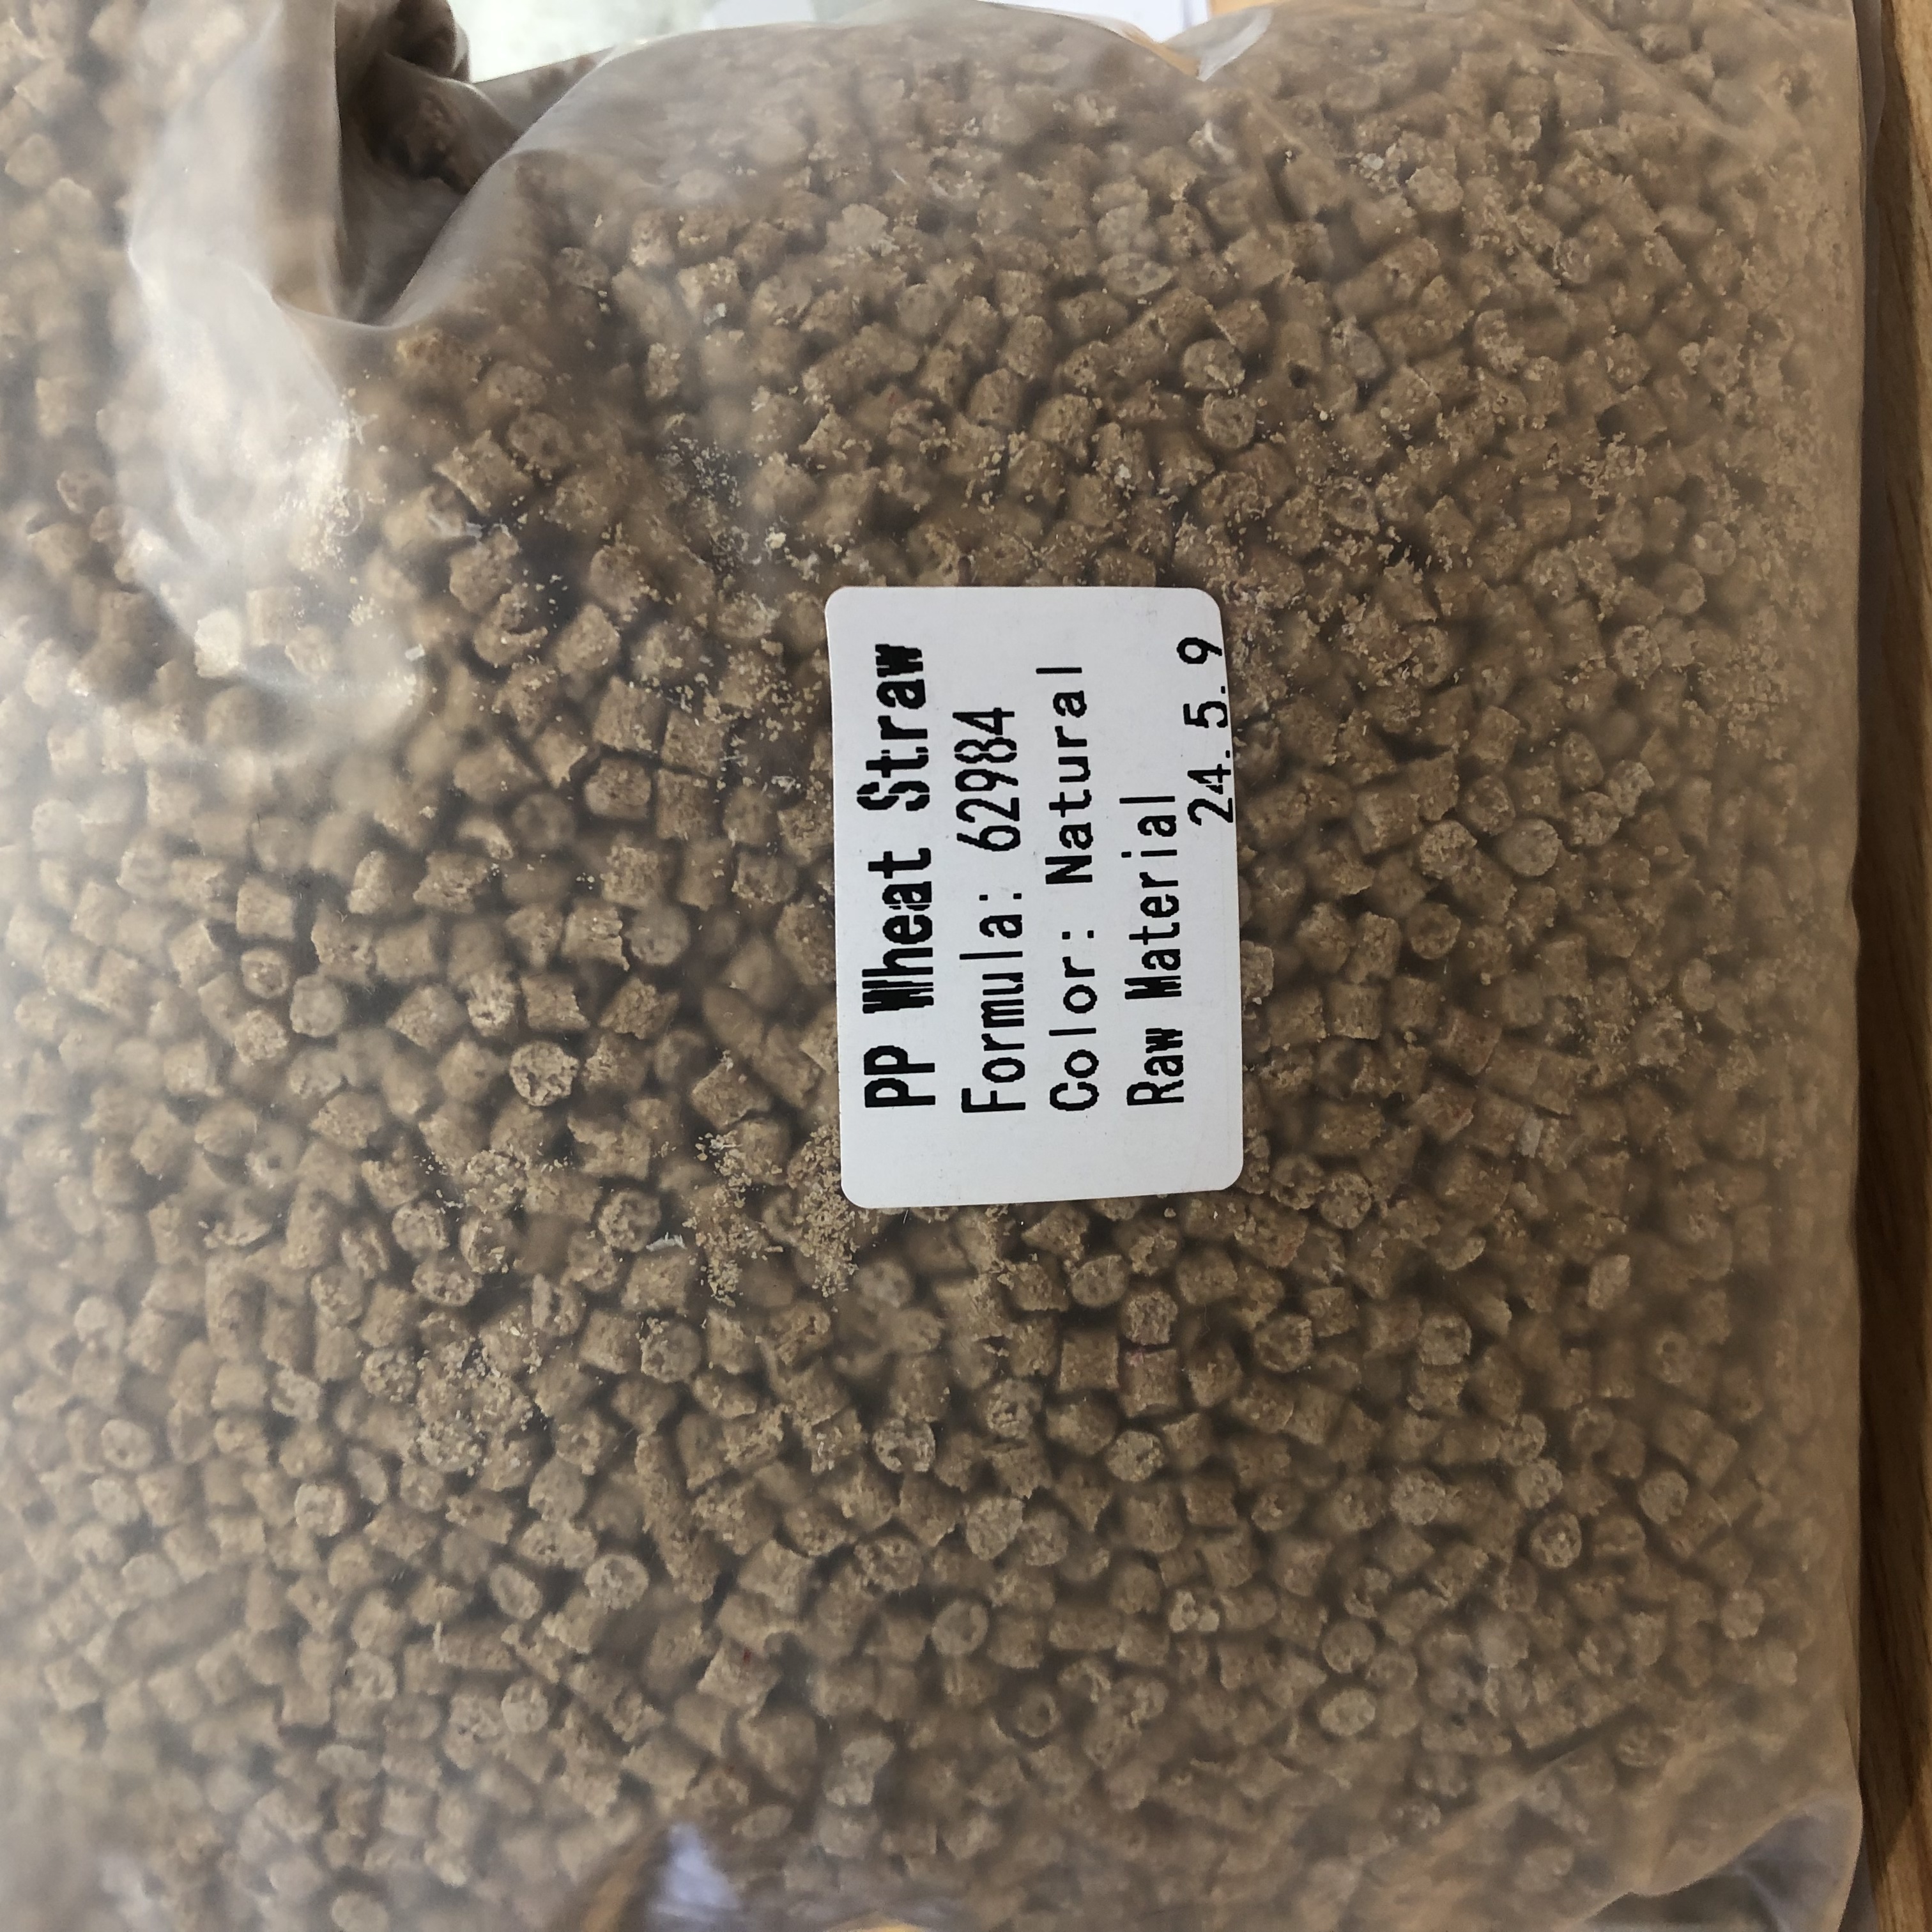 PP Wheat Straw
Formula: 62984
Color: Natural
Raw Material
24.5.9